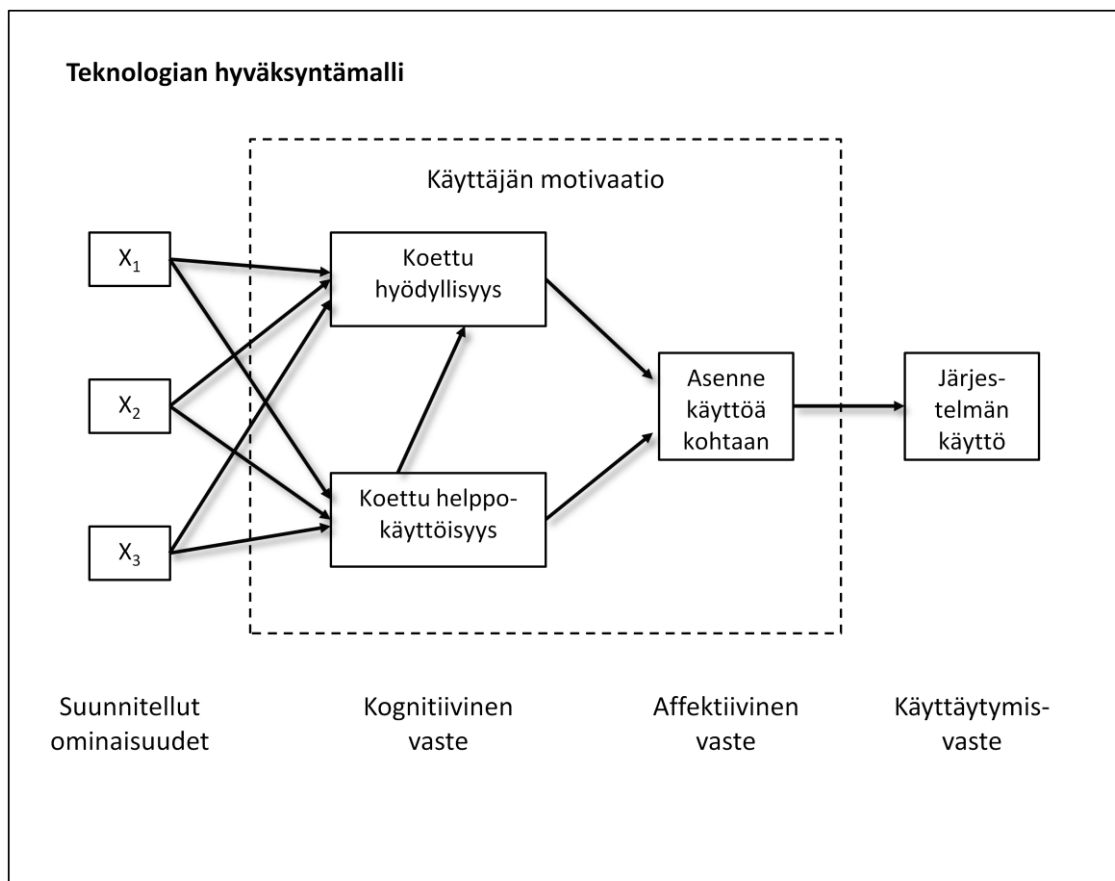 Teknologian hyväksyntämalli
Käyttäjän motivaatio
X₁
X₂
X₃
Koettu
hyödyllisyys
Koettu helppo-
käyttöisyys
Asenne
käyttöä
kohtaan
Järjes-
telmän
käyttö
Suunnitellut
ominaisuudet
Kognitiivinen
vaste
Affektiivinen
vaste
Käyttäytymis-
vaste